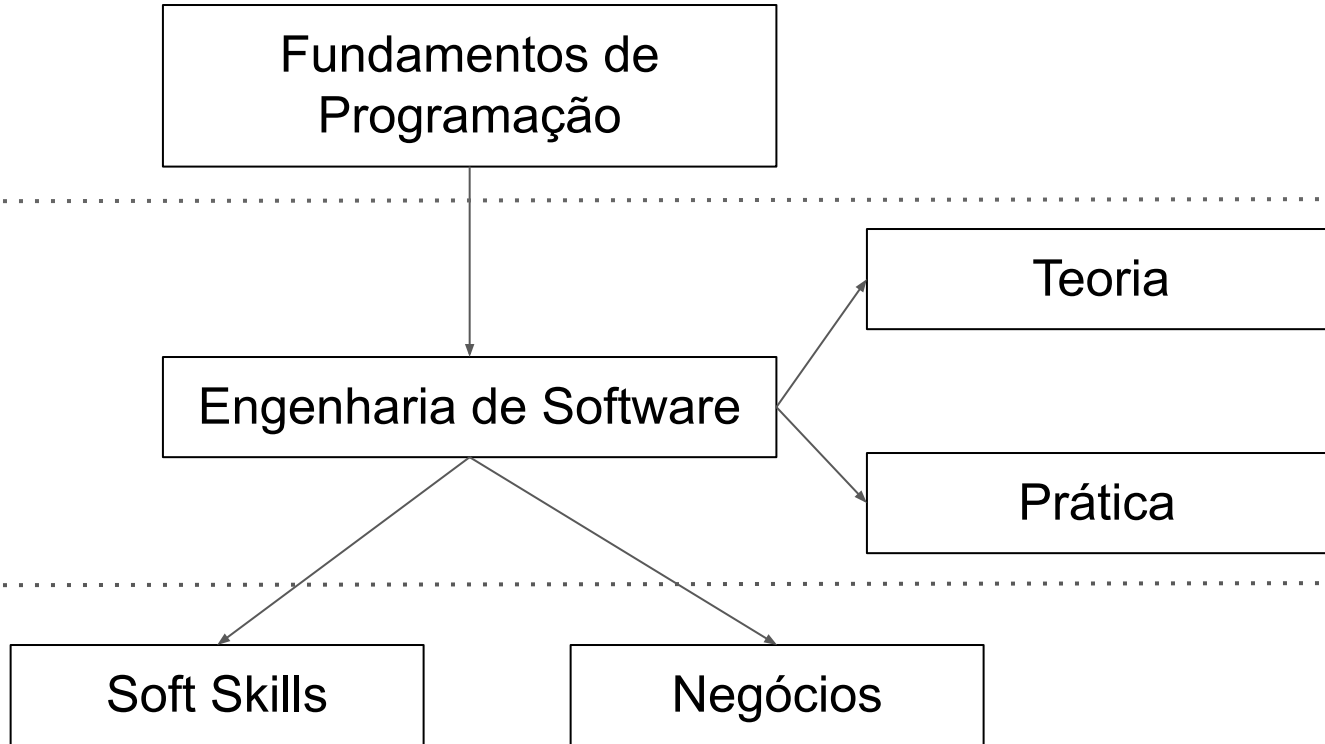 Fundamentos de
Programação
Teoria
Engenharia de Software
Prática
Soft Skills
Negócios